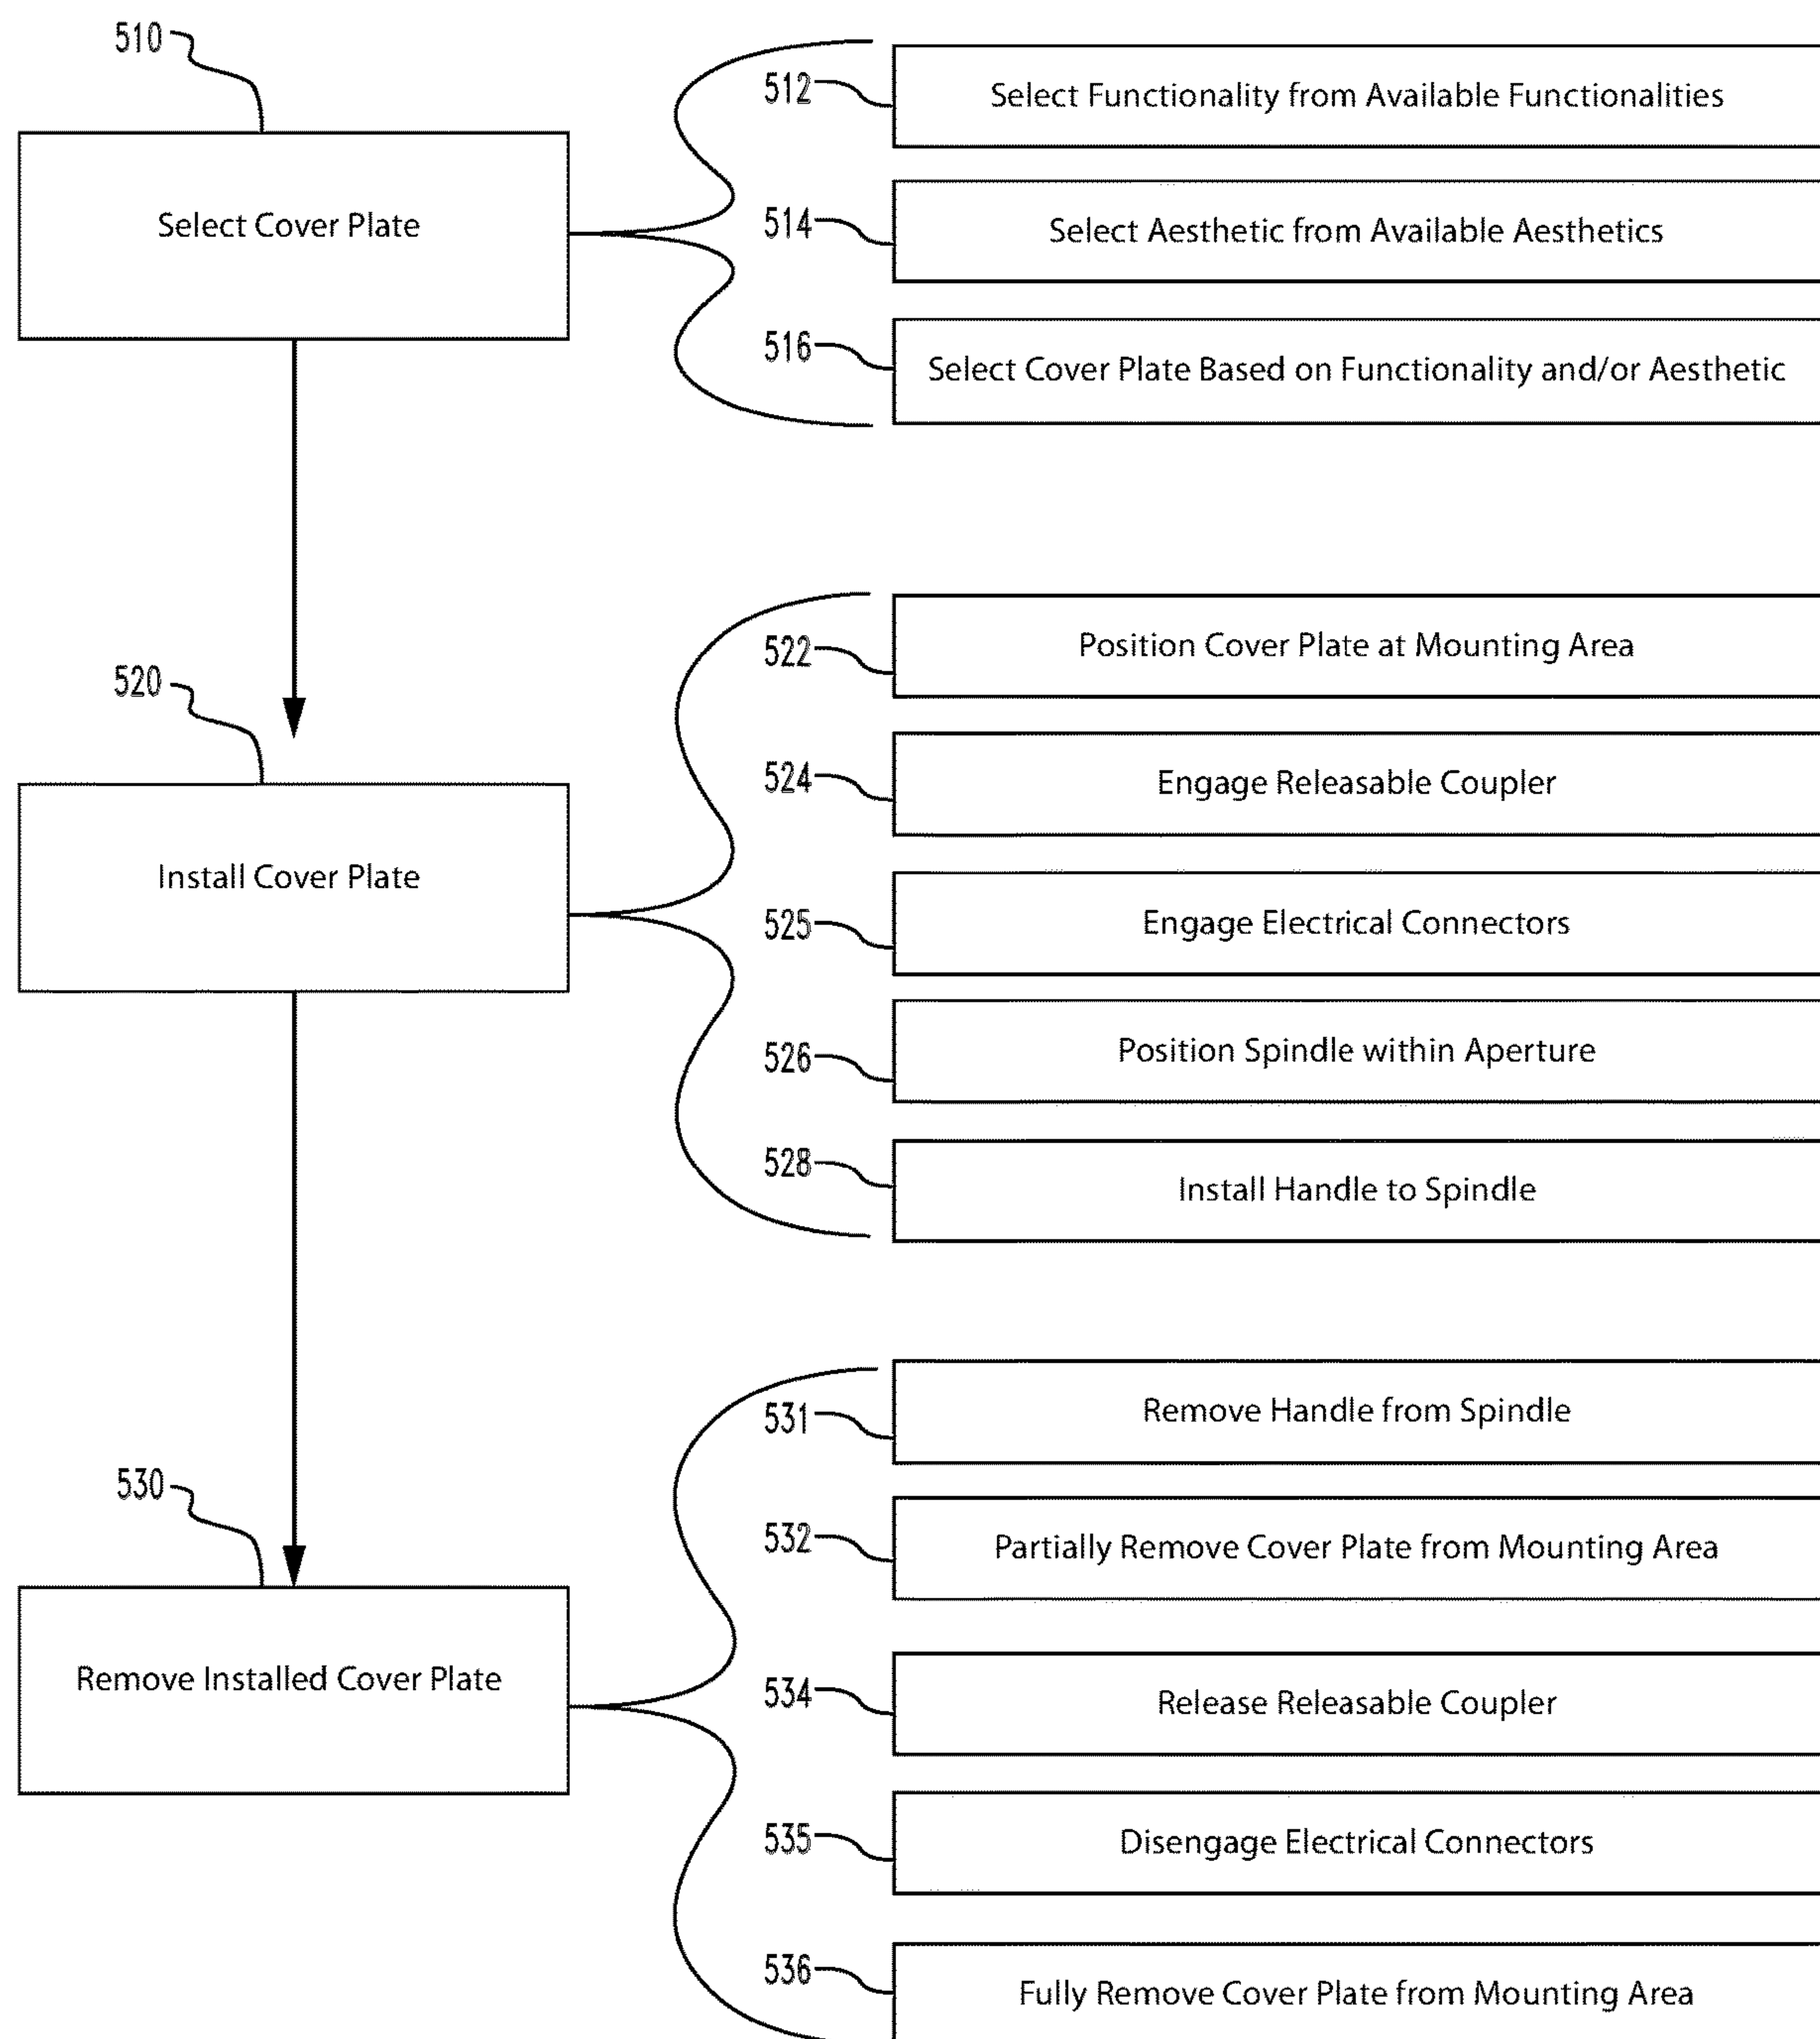 510
Select Cover Plate
512
Select Functionality from Available Functionalities
514
Select Aesthetic from Available Aesthetics
516
Select Cover Plate Based on Functionality and/or Aesthetic
520
Install Cover Plate
522
Position Cover Plate at Mounting Area
524
Engage Releasable Coupler
525
Engage Electrical Connectors
526
Position Spindle within Aperture
528
Install Handle to Spindle
530
Remove Installed Cover Plate
531
Remove Handle from Spindle
532
Partially Remove Cover Plate from Mounting Area
534
Release Releasable Coupler
535
Disengage Electrical Connectors
536
Fully Remove Cover Plate from Mounting Area